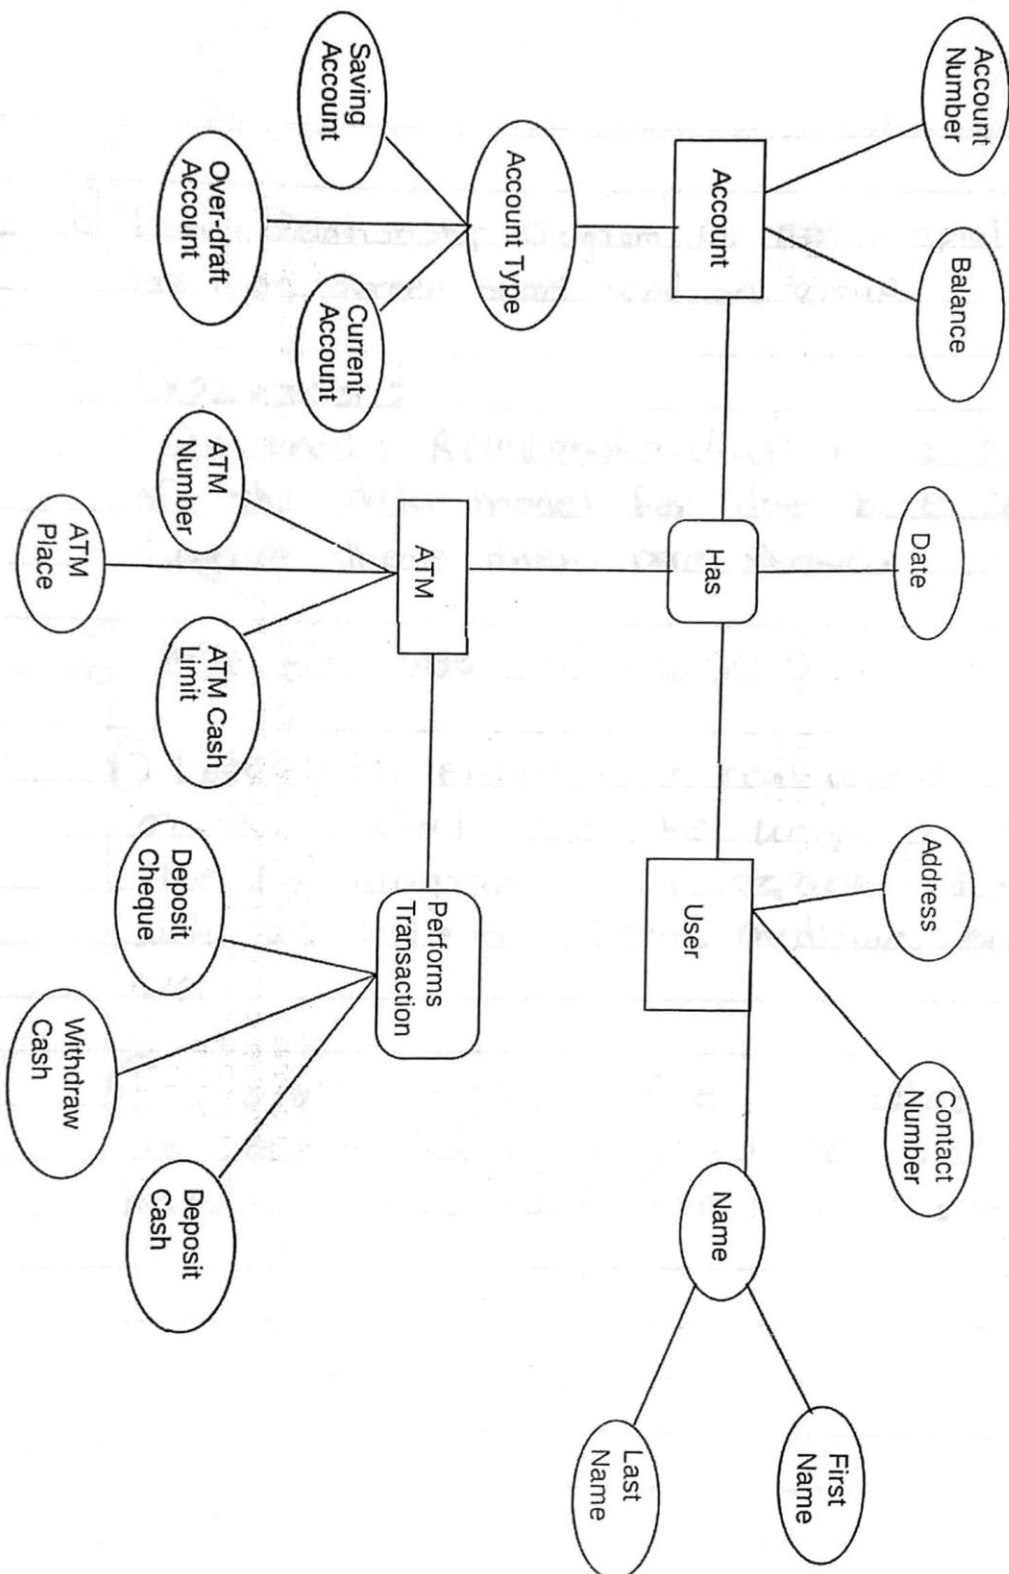 Account
Number
Balance
Date
Address
Contact
Number
First
Name
Account
Has
User
Name
Last
Name
Account Type
ATM
Performs
Transaction
Saving
Account
Current
Account
Over-draft
Account
ATM
Number
ATM Cash
Limit
Deposit
Cheque
Deposit
Cash
ATM
Place
Withdraw
Cash